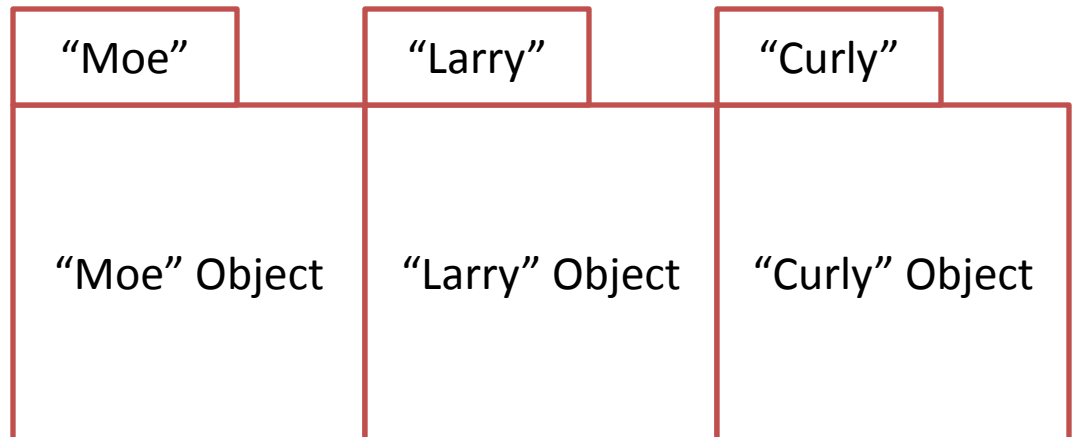 “Moe”
“Larry”
“Curly”
“Moe” Object
“Larry” Object
“Curly” Object